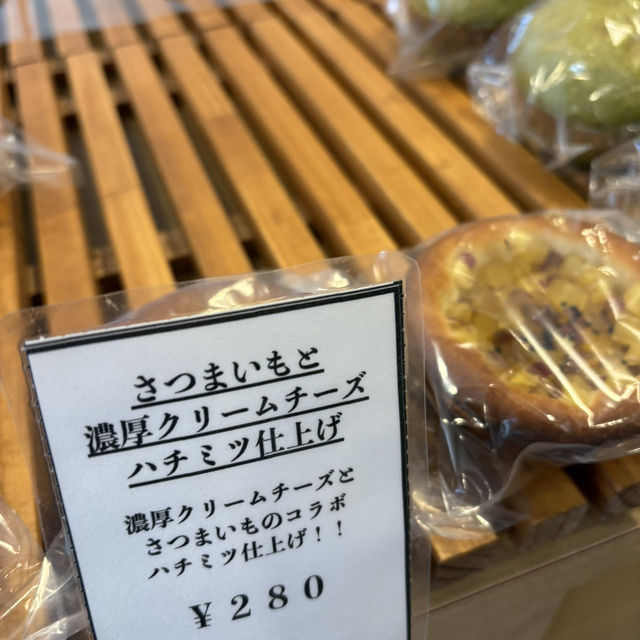 さつまいもと
濃厚クリームチーズ
ハチミツ仕上げ
濃厚クリームチーズと
さつまいものコラボ
ハチミツ仕上げ！！
￥２８０